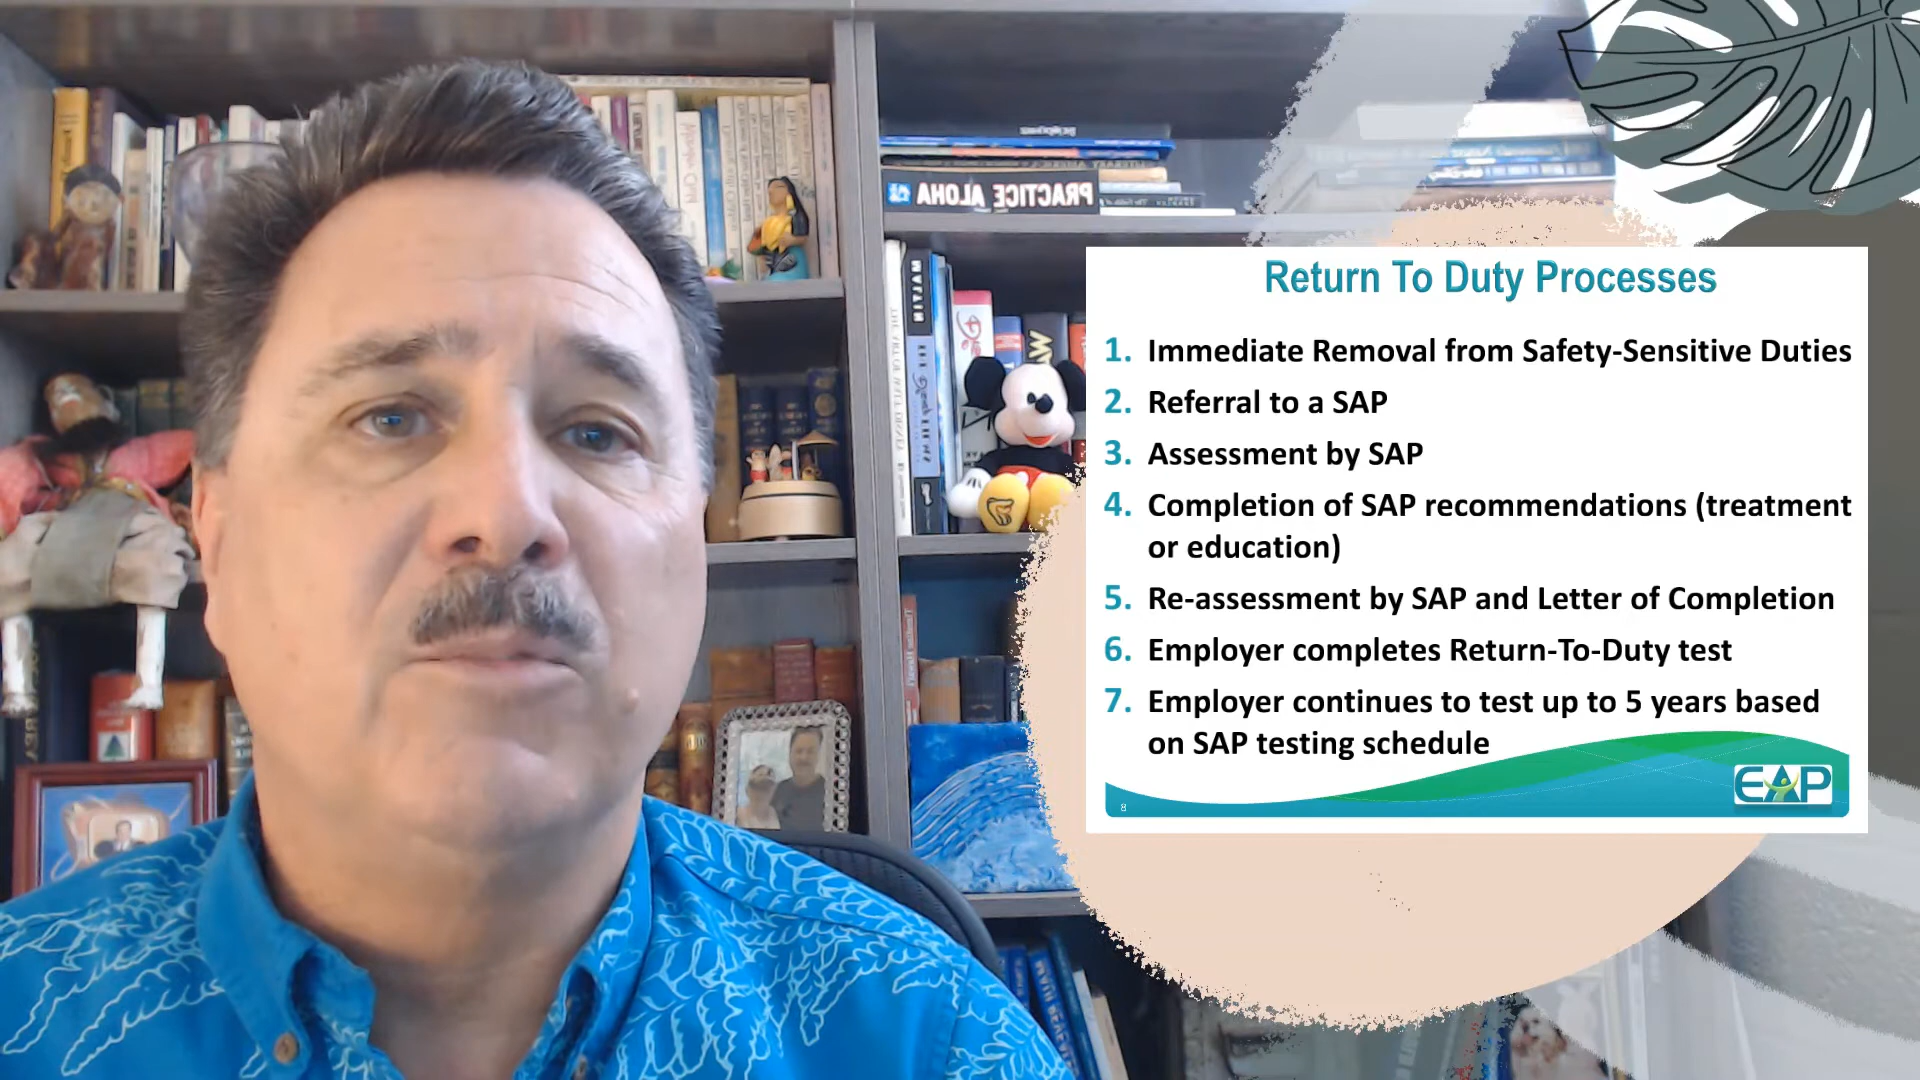 PRACTICE ALOHA
Return To Duty Processes
1. Immediate Removal from Safety-Sensitive Duties
2. Referral to a SAP
3. Assessment by SAP
4. Completion of SAP recommendations (treatment
or education)
5. Re-assessment by SAP and Letter of Completion
6. Employer completes Return-To-Duty test
7. Employer continues to test up to 5 years based
on SAP testing schedule
8
EAP